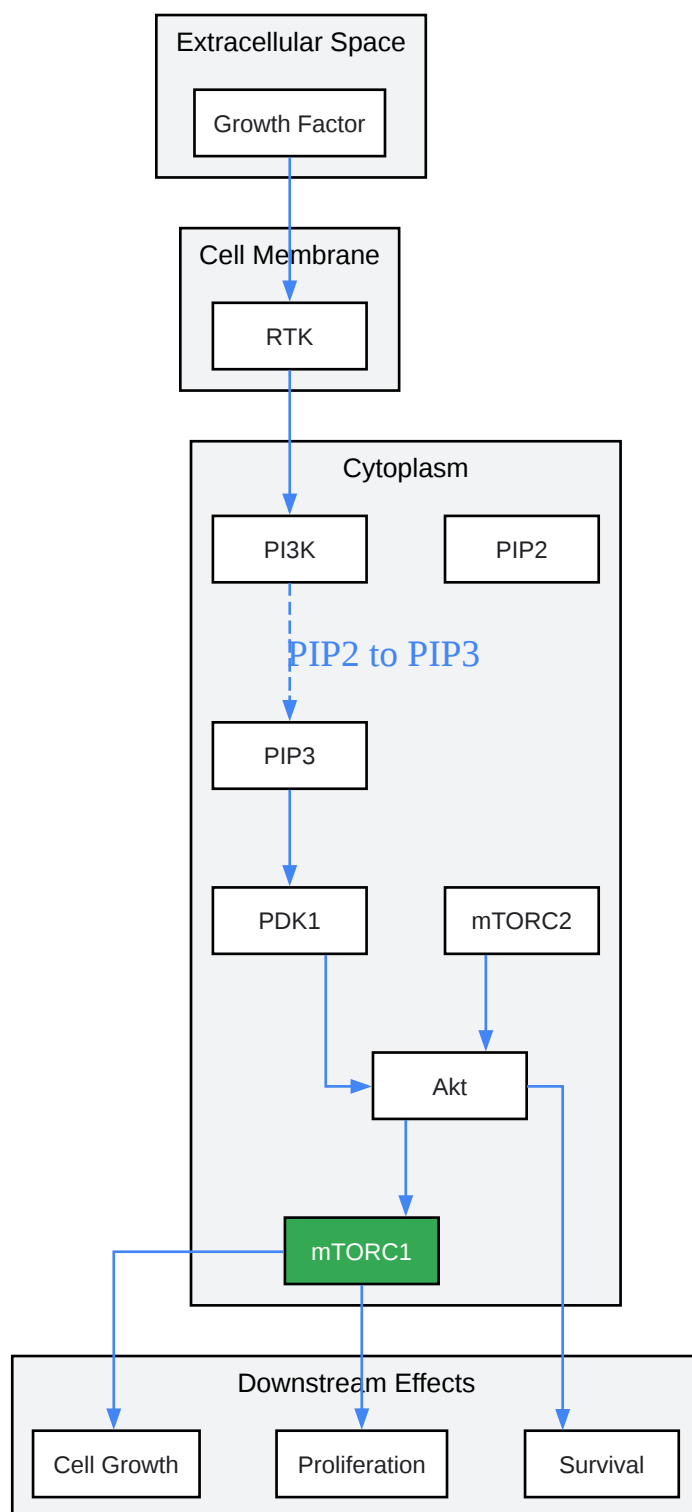 Extracellular Space
Growth Factor
Cell Membrane
RTK
Cytoplasm
PI3K
PIP2
PIP2 to PIP3
PIP3
PDK1
mTORC2
Akt
mTORC1
Downstream Effects
Cell Growth
Proliferation
Survival